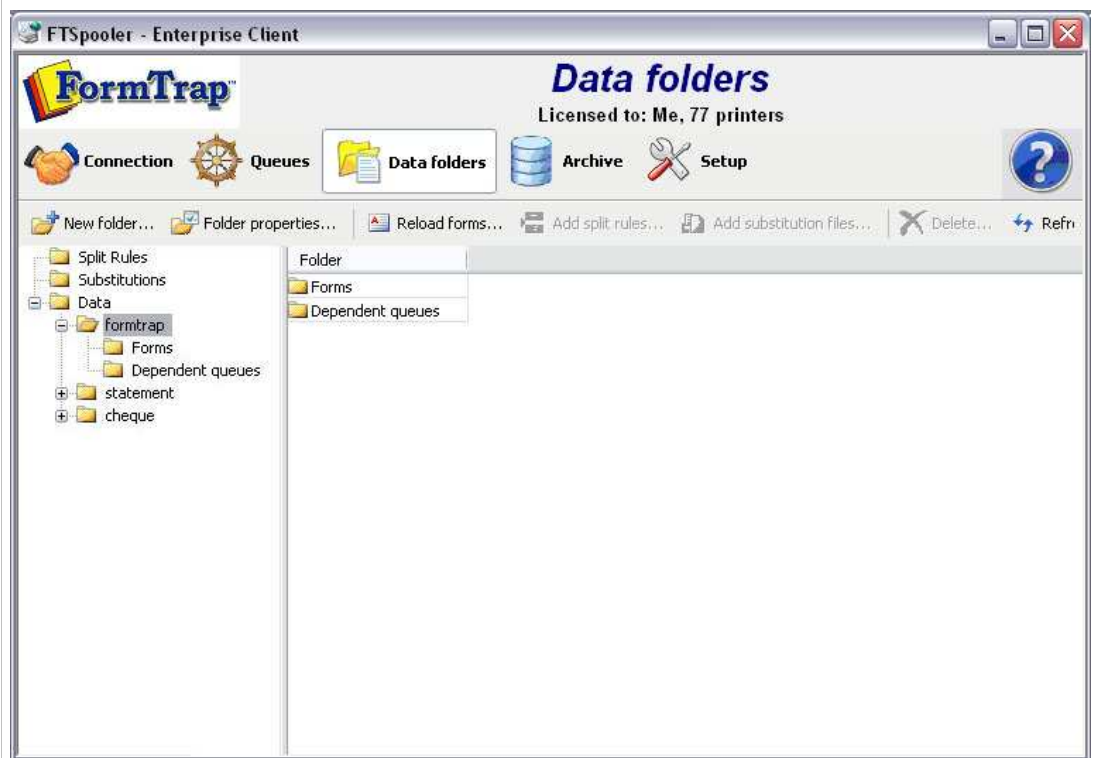 FTSpooler - Enterprise Client
FormTrap™
Data folders
Licensed to: Me, 77 printers
Connection Queues Data folders Archive Setup ?
New folder... Folder properties... Reload forms... Add split rules... Add substitution files... Delete... Refr
Split Rules
Substitutions
Data
formtrap
Forms
Dependent queues
statement
cheque
Folder
Forms
Dependent queues